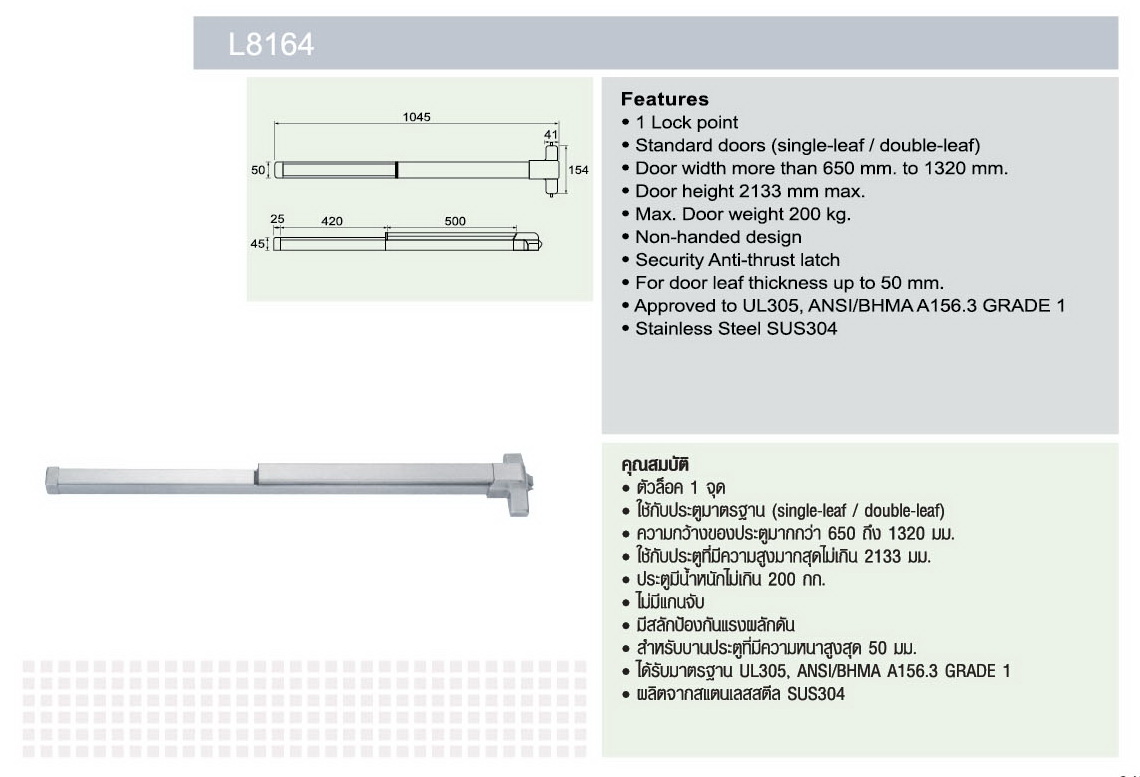 L8164
1045
41
50
154
25
420
500
45
Features
• 1 Lock point
• Standard doors (single-leaf / double-leaf)
• Door width more than 650 mm. to 1320 mm.
• Door height 2133 mm max.
• Max. Door weight 200 kg.
• Non-handed design
• Security Anti-thrust latch
• For door leaf thickness up to 50 mm.
• Approved to UL305, ANSI/BHMA A156.3 GRADE 1
• Stainless Steel SUS304
คุณสมบัติ
• ตัวล็อค 1 จุด
• ใช้กับประตูมาตรฐาน (single-leaf / double-leaf)
• ความกว้างของประตูมากกว่า 650 ถึง 1320 มม.
• ใช้กับประตูที่มีความสูงมากสุดไม่เกิน 2133 มม.
• ประตูมีน้ำหนักไม่เกิน 200 กก.
• ไม่มีแกนจับ
• มีสลักป้องกันแรงผลักดัน
• สำหรับบานประตูที่มีความหนาสูงสุด 50 มม.
• ได้รับมาตรฐาน UL305, ANSI/BHMA A156.3 GRADE 1
• ผลิตจากสแตนเลสสตีล SUS304